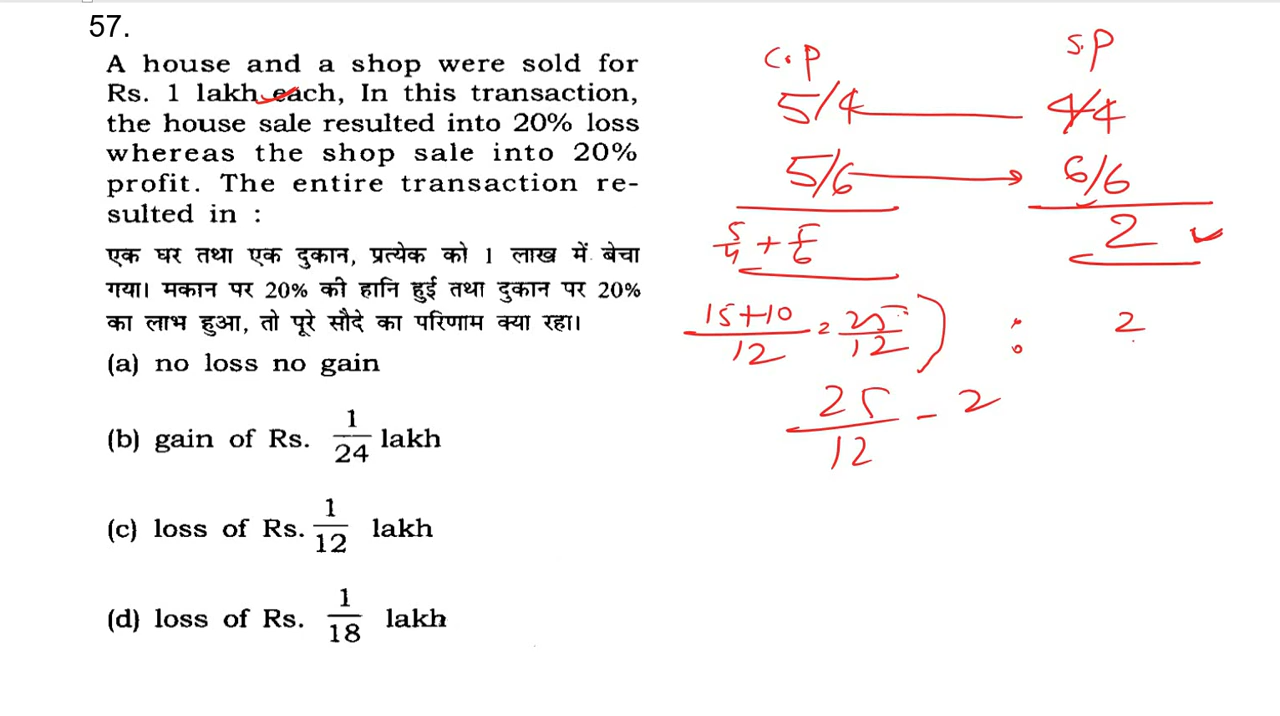 57.
A house and a shop were sold for
Rs. 1 lakh each, In this transaction,
the house sale resulted into 20% loss
whereas the shop sale into 20%
profit. The entire transaction re-
sulted in :
एक घर तथा एक दुकान, प्रत्येक को 1 लाख में बेचा
गया। मकान पर 20% की हानि हुई तथा दुकान पर 20%
का लाभ हुआ, तो पूरे सौदे का परिणाम क्या रहा।
(a) no loss no gain
(b) gain of Rs. 1/24 lakh
(c) loss of Rs. 1/12 lakh
(d) loss of Rs. 1/18 lakh
C.P S.P
5/4 4/4
5/6 6/6
5/4 + 5/6 2
15+10/12 = 25/12 ) : 2
25/12 - 2